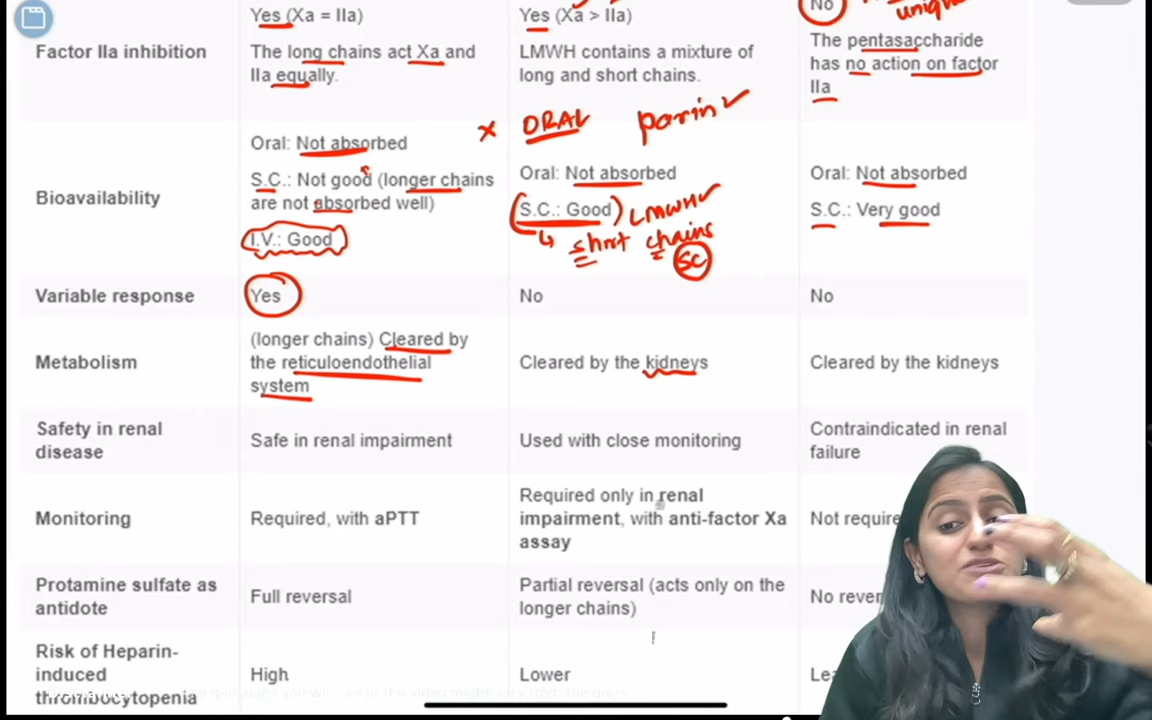 Yes (Xa = IIa)
Yes (Xa > IIa)
No
Factor IIa inhibition
The long chains act Xa and
IIa equally.
LMWH contains a mixture of
long and short chains.
The pentasaccharide
has no action on factor
IIa
x ORAL parin ✓
Bioavailability
Oral: Not absorbed
S.C.: Not good (longer chains
are not absorbed well)
I.V.: Good
Oral: Not absorbed
S.C.: Good
LMWH ✓
↳ short chains
SC
Oral: Not absorbed
S.C.: Very good
Variable response
Yes
No
No
Metabolism
(longer chains) Cleared by
the reticuloendothelial
system
Cleared by the kidneys
Cleared by the kidneys
Safety in renal
disease
Safe in renal impairment
Used with close monitoring
Contraindicated in renal
failure
Monitoring
Required, with aPTT
Required only in renal
impairment, with anti-factor Xa
assay
Not require
Protamine sulfate as
antidote
Full reversal
Partial reversal (acts only on the
longer chains)
No rever
Risk of Heparin-
induced
thrombocytopenia
High
Lower
Lea